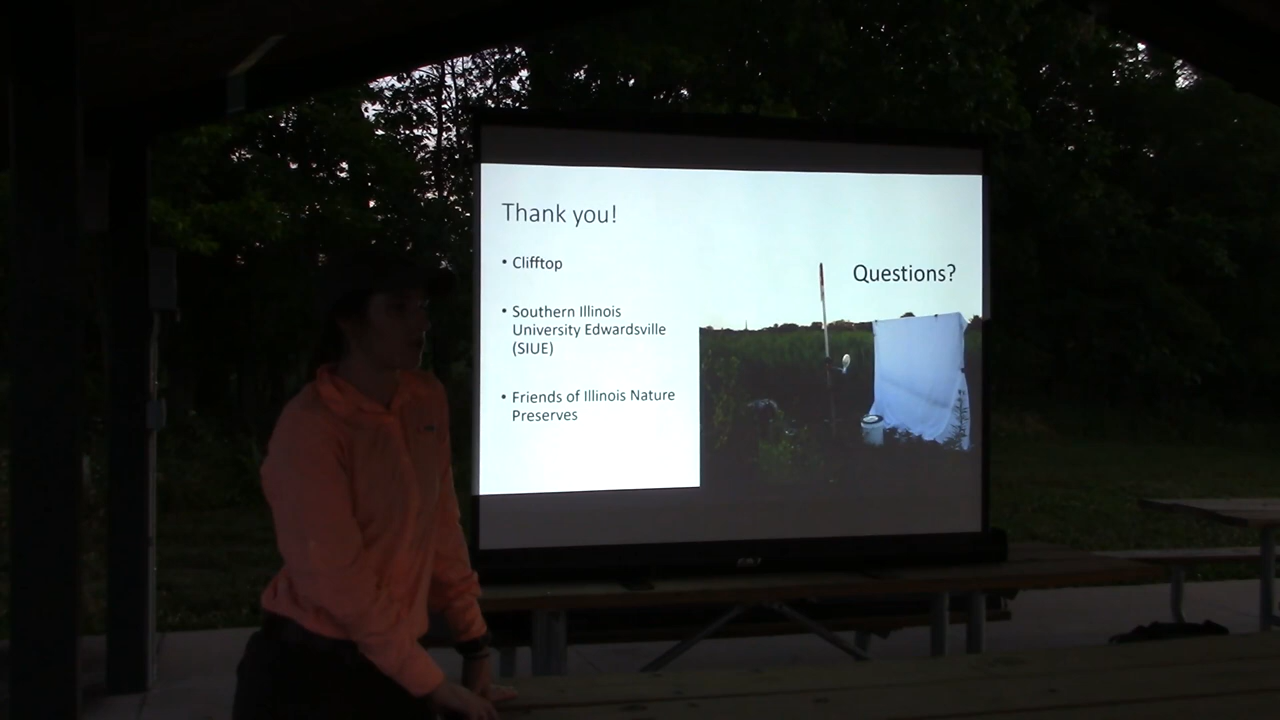 Thank you!
• Clifftop
• Southern Illinois
University Edwardsville
(SIUE)
• Friends of Illinois Nature
Preserves
Questions?